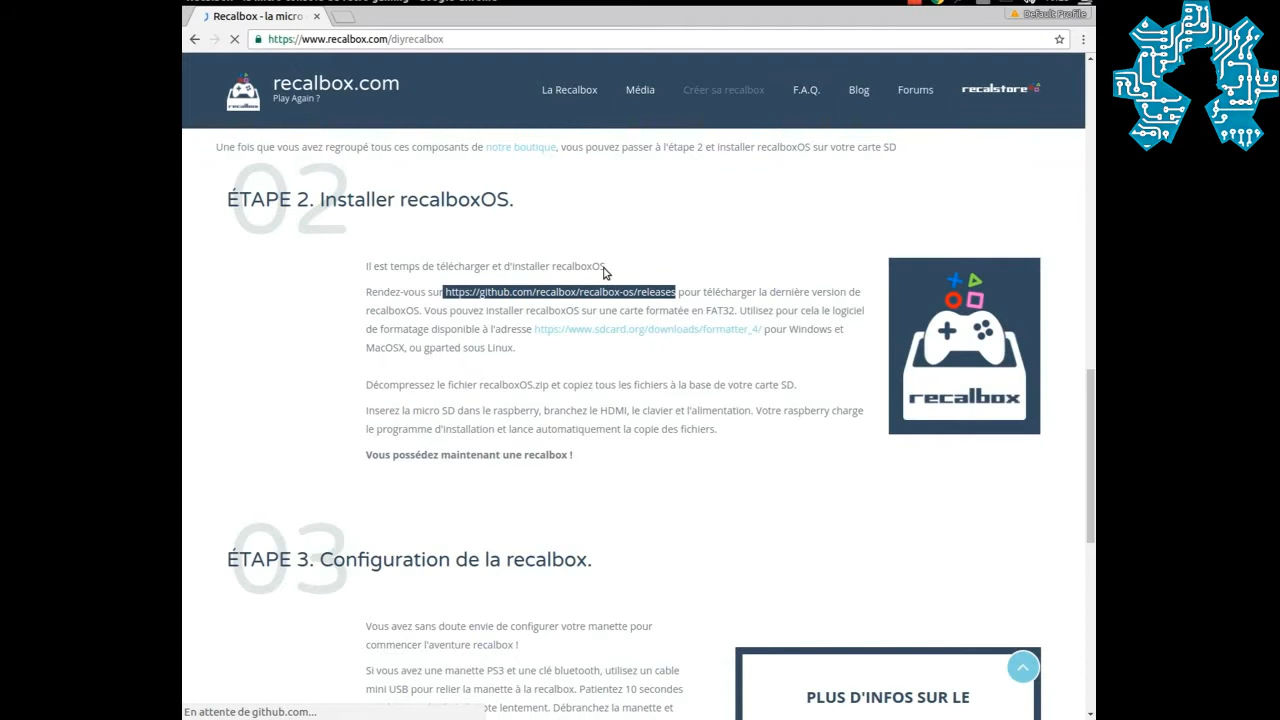 Recalbox - la micro
Default Profile
https://www.recalbox.com/diyrecalbox
recalbox.com
Play Again ?
La Recalbox Média Créer sa recalbox F.A.Q. Blog Forums recalstore
Une fois que vous avez regroupé tous ces composants de notre boutique, vous pouvez passer à l'étape 2 et installer recalboxOS sur votre carte SD
02
ÉTAPE 2. Installer recalboxOS.
Il est temps de télécharger et d'installer recalboxOS.
Rendez-vous sur https://github.com/recalbox/recalbox-os/releases pour télécharger la dernière version de
recalboxOS. Vous pouvez installer recalboxOS sur une carte formatée en FAT32. Utilisez pour cela le logiciel
de formatage disponible à l'adresse https://www.sdcard.org/downloads/formatter_4/ pour Windows et
MacOSX, ou gparted sous Linux.
Décompressez le fichier recalboxOS.zip et copiez tous les fichiers à la base de votre carte SD.
Inserez la micro SD dans le raspberry, branchez le HDMI, le clavier et l'alimentation. Votre raspberry charge
le programme d'installation et lance automatiquement la copie des fichiers.
Vous possédez maintenant une recalbox !
recalbox
03
ÉTAPE 3. Configuration de la recalbox.
Vous avez sans doute envie de configurer votre manette pour
commencer l'aventure recalbox !
Si vous avez une manette PS3 et une clé bluetooth, utilisez un cable
mini USB pour relier la manette à la recalbox. Patientez 10 secondes
lentement. Débranchez la manette et
PLUS D'INFOS SUR LE
En attente de github.com...